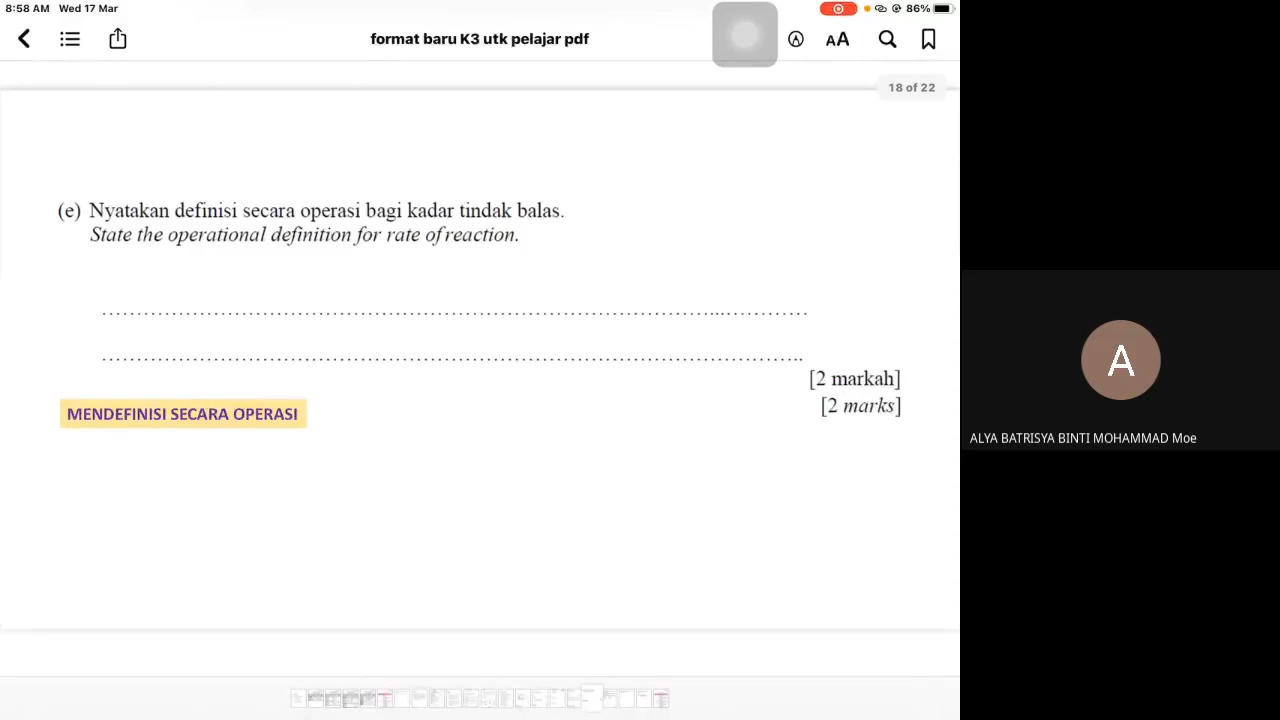 8:58 AM Wed 17 Mar
86%
format baru K3 utk pelajar pdf
AA
18 of 22
(e) Nyatakan definisi secara operasi bagi kadar tindak balas.
State the operational definition for rate of reaction.
[2 markah]
[2 marks]
MENDEFINISI SECARA OPERASI
A
ALYA BATRISYA BINTI MOHAMMAD Moe